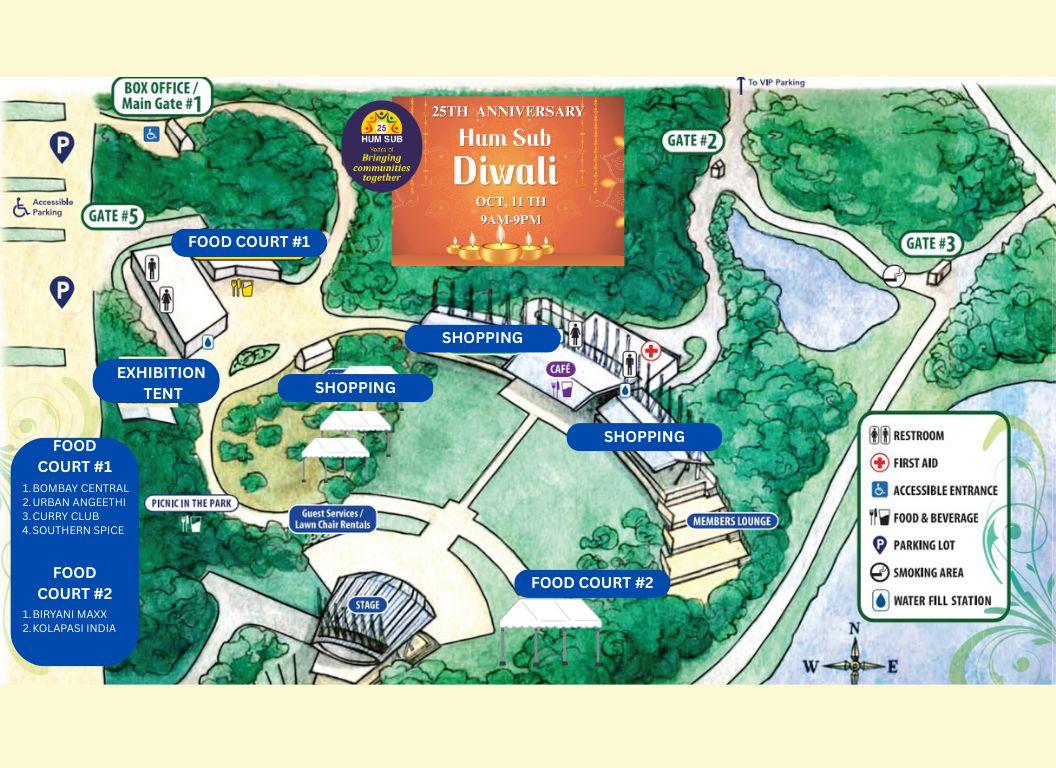 To VIP Parking
BOX OFFICE /
Main Gate #1
P
25
HUM SUB
Years of
Bringing
communities
together
25TH ANNIVERSARY
Hum Sub
Diwali
OCT, 11 TH
9AM-9PM
GATE #2
Accessible
Parking
GATE #5
FOOD COURT #1
GATE #3
P
SHOPPING
CAFÉ
EXHIBITION
TENT
SHOPPING
SHOPPING
FOOD
COURT #1
1. BOMBAY CENTRAL
2. URBAN ANGEETHI
3. CURRY CLUB
4. SOUTHERN SPICE
FOOD
COURT #2
1. BIRYANI MAXX
2. KOLAPASI INDIA
PICNIC IN THE PARK
Guest Services /
Lawn Chair Rentals
MEMBERS LOUNGE
FOOD COURT #2
STAGE
RESTROOM
FIRST AID
ACCESSIBLE ENTRANCE
FOOD & BEVERAGE
P PARKING LOT
SMOKING AREA
WATER FILL STATION
N
W E